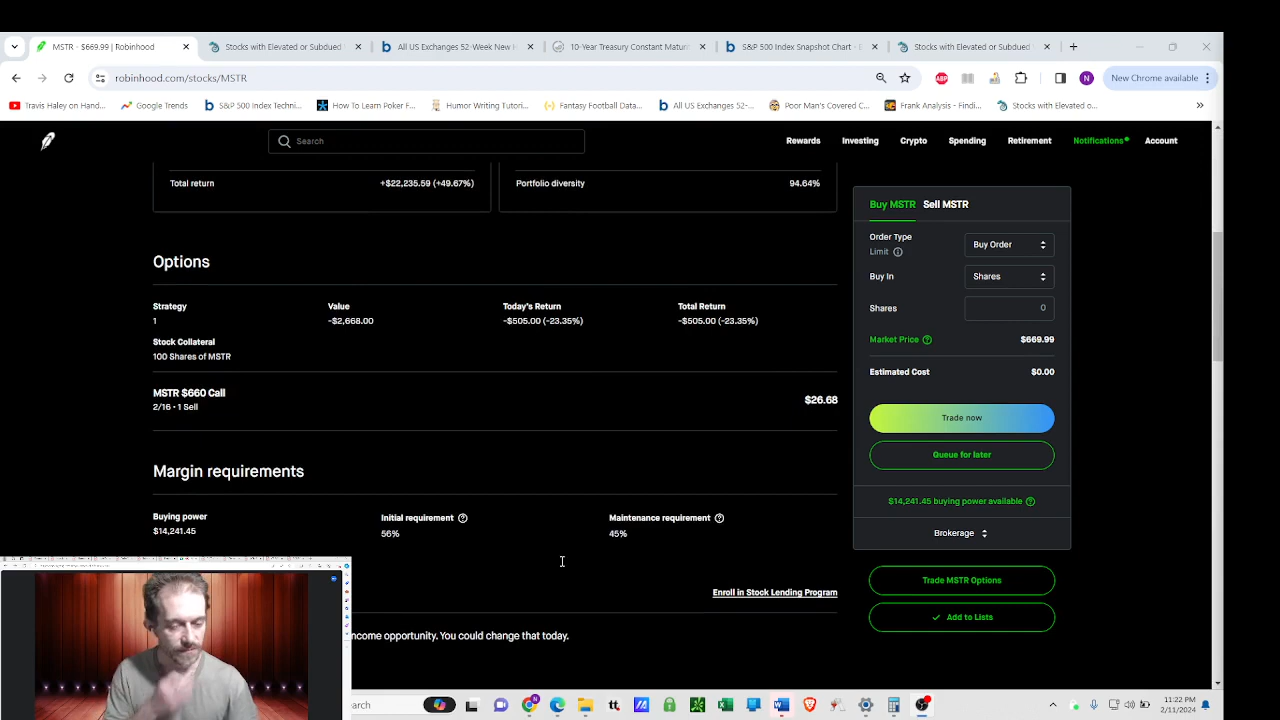 MSTR - $669.99 | Robinhood
Stocks with Elevated or Subdued
All US Exchanges 52-Week New H
10-Year Treasury Constant Matur
S&P 500 Index Snapshot Chart - B
Stocks with Elevated or Subdued
robinhood.com/stocks/MSTR
ABP
N
New Chrome available
Travis Haley on Hand...
Google Trends
S&P 500 Index Techni...
How To Learn Poker F...
Humor Writing Tutori...
Fantasy Football Data...
All US Exchanges 52-...
Poor Man's Covered C...
Frank Analysis - Findi...
Stocks with Elevated o...
Search
Rewards
Investing
Crypto
Spending
Retirement
Notifications
Account
Total return
+$22,235.59 (+49.67%)
Portfolio diversity
94.64%
Options
Strategy
Value
Today's Return
Total Return
1
-$2,668.00
-$505.00 (-23.35%)
-$505.00 (-23.35%)
Stock Collateral
100 Shares of MSTR
MSTR $660 Call
2/16 · 1 Sell
$26.68
Margin requirements
Buying power
Initial requirement
Maintenance requirement
$14,241.45
56%
45%
Enroll in Stock Lending Program
income opportunity. You could change that today.
Buy MSTR
Sell MSTR
Order Type
Limit
Buy Order
Buy In
Shares
Shares
0
Market Price
$669.99
Estimated Cost
$0.00
Trade now
Queue for later
$14,241.45 buying power available
Brokerage
Trade MSTR Options
Add to Lists
arch
tt
11:22 PM
2/11/2024